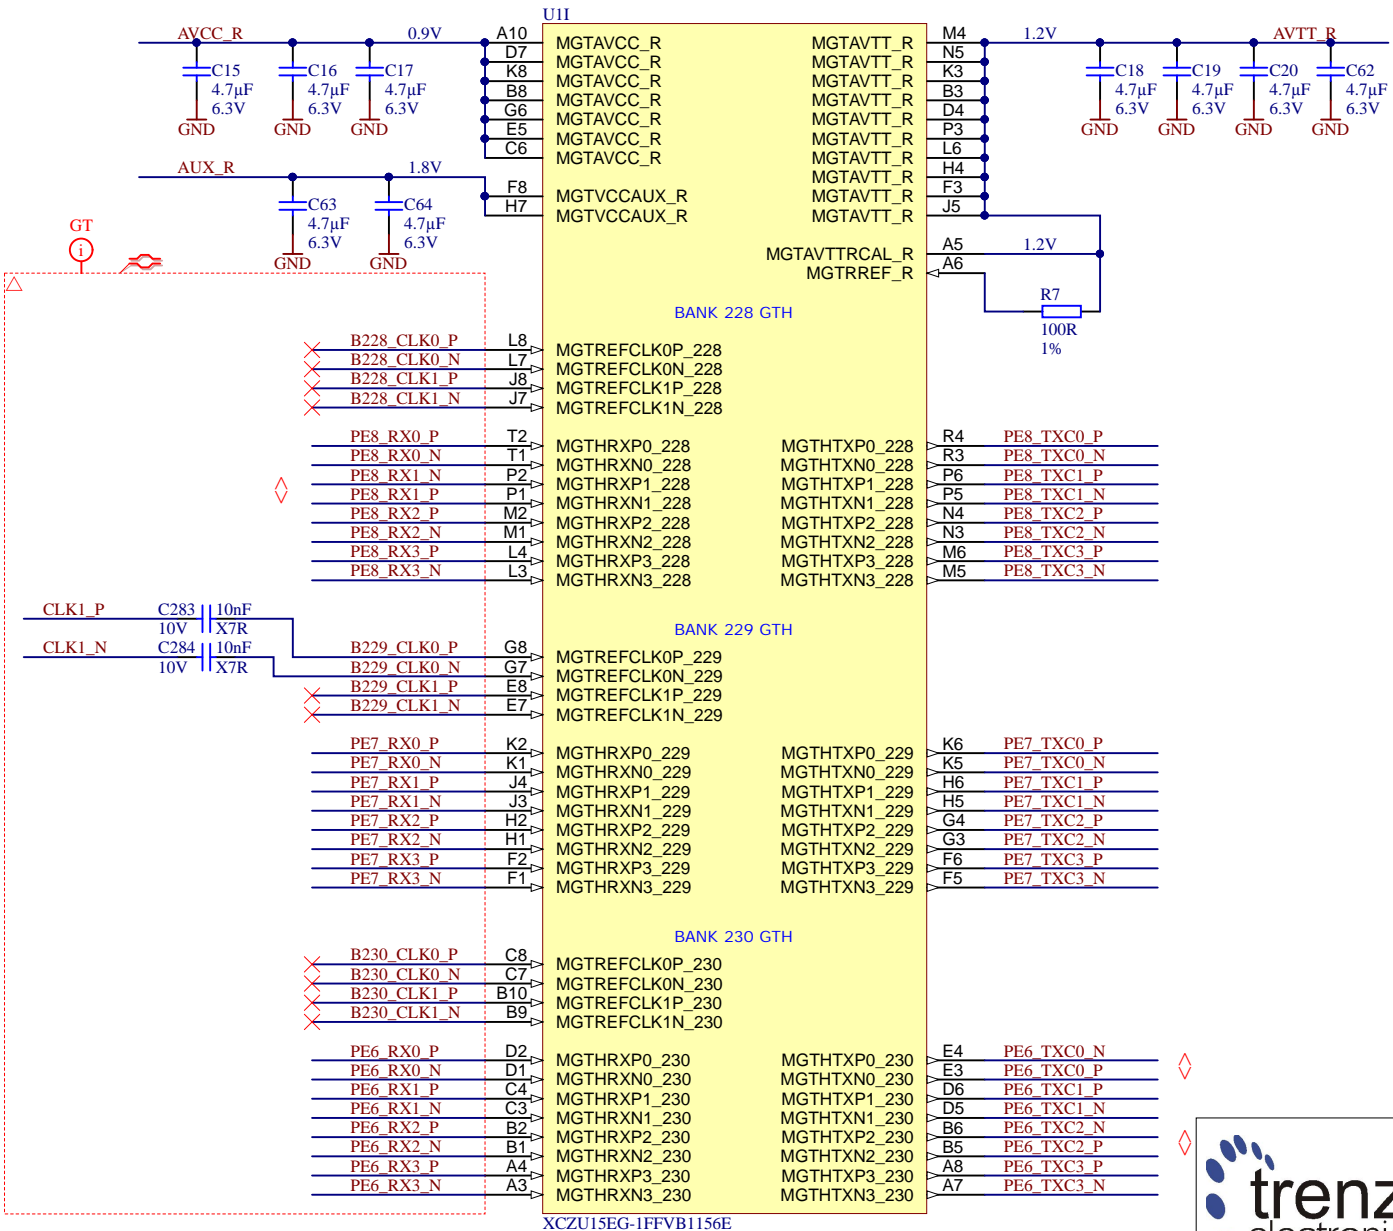 U1I
AVCC_R 0.9V A10 MGTAVCC_R MGTAVTT_R M4 1.2V AVTT_R
D7 MGTAVCC_R MGTAVTT_R N5
C15 C16 C17 K8 MGTAVCC_R MGTAVTT_R K3 C18 C19 C20 C62
4.7µF 4.7µF 4.7µF B8 MGTAVCC_R MGTAVTT_R B3 4.7µF 4.7µF 4.7µF 4.7µF
6.3V 6.3V 6.3V G6 MGTAVCC_R MGTAVTT_R D4 6.3V 6.3V 6.3V 6.3V
GND GND GND E5 MGTAVCC_R MGTAVTT_R P3 GND GND GND GND
C6 MGTAVCC_R MGTAVTT_R L6
AUX_R 1.8V MGTAVTT_R H4
F8 MGTVCCAUX_R MGTAVTT_R F3
C63 C64 H7 MGTVCCAUX_R MGTAVTT_R J5
4.7µF 4.7µF
6.3V 6.3V
GND GND
GT
i
MGTAVTTRCAL_R A5 1.2V
MGTRREF_R A6
R7
100R
1%
BANK 228 GTH
B228_CLK0_P L8 MGTREFCLK0P_228
B228_CLK0_N L7 MGTREFCLK0N_228
B228_CLK1_P J8 MGTREFCLK1P_228
B228_CLK1_N J7 MGTREFCLK1N_228
PE8_RX0_P T2 MGTHRXP0_228 MGTHTXP0_228 R4 PE8_TXC0_P
PE8_RX0_N T1 MGTHRXN0_228 MGTHTXN0_228 R3 PE8_TXC0_N
PE8_RX1_N P2 MGTHRXP1_228 MGTHTXP1_228 P6 PE8_TXC1_P
PE8_RX1_P P1 MGTHRXN1_228 MGTHTXN1_228 P5 PE8_TXC1_N
PE8_RX2_P M2 MGTHRXP2_228 MGTHTXP2_228 N4 PE8_TXC2_P
PE8_RX2_N M1 MGTHRXN2_228 MGTHTXN2_228 N3 PE8_TXC2_N
PE8_RX3_P L4 MGTHRXP3_228 MGTHTXP3_228 M6 PE8_TXC3_P
PE8_RX3_N L3 MGTHRXN3_228 MGTHTXN3_228 M5 PE8_TXC3_N
CLK1_P C283 10nF
10V X7R
CLK1_N C284 10nF
10V X7R
BANK 229 GTH
B229_CLK0_P G8 MGTREFCLK0P_229
B229_CLK0_N G7 MGTREFCLK0N_229
B229_CLK1_P E8 MGTREFCLK1P_229
B229_CLK1_N E7 MGTREFCLK1N_229
PE7_RX0_P K2 MGTHRXP0_229 MGTHTXP0_229 K6 PE7_TXC0_P
PE7_RX0_N K1 MGTHRXN0_229 MGTHTXN0_229 K5 PE7_TXC0_N
PE7_RX1_P J4 MGTHRXP1_229 MGTHTXP1_229 H6 PE7_TXC1_P
PE7_RX1_N J3 MGTHRXN1_229 MGTHTXN1_229 H5 PE7_TXC1_N
PE7_RX2_P H2 MGTHRXP2_229 MGTHTXP2_229 G4 PE7_TXC2_P
PE7_RX2_N H1 MGTHRXN2_229 MGTHTXN2_229 G3 PE7_TXC2_N
PE7_RX3_P F2 MGTHRXP3_229 MGTHTXP3_229 F6 PE7_TXC3_P
PE7_RX3_N F1 MGTHRXN3_229 MGTHTXN3_229 F5 PE7_TXC3_N
BANK 230 GTH
B230_CLK0_P C8 MGTREFCLK0P_230
B230_CLK0_N C7 MGTREFCLK0N_230
B230_CLK1_P B10 MGTREFCLK1P_230
B230_CLK1_N B9 MGTREFCLK1N_230
PE6_RX0_P D2 MGTHRXP0_230 MGTHTXP0_230 E4 PE6_TXC0_N
PE6_RX0_N D1 MGTHRXN0_230 MGTHTXN0_230 E3 PE6_TXC0_P
PE6_RX1_P C4 MGTHRXP1_230 MGTHTXP1_230 D6 PE6_TXC1_P
PE6_RX1_N C3 MGTHRXN1_230 MGTHTXN1_230 D5 PE6_TXC1_N
PE6_RX2_P B2 MGTHRXP2_230 MGTHTXP2_230 B6 PE6_TXC2_N
PE6_RX2_N B1 MGTHRXN2_230 MGTHTXN2_230 B5 PE6_TXC2_P
PE6_RX3_P A4 MGTHRXP3_230 MGTHTXP3_230 A8 PE6_TXC3_P
PE6_RX3_N A3 MGTHRXN3_230 MGTHTXN3_230 A7 PE6_TXC3_N
XCZU15EG-1FFVB1156E
trenz